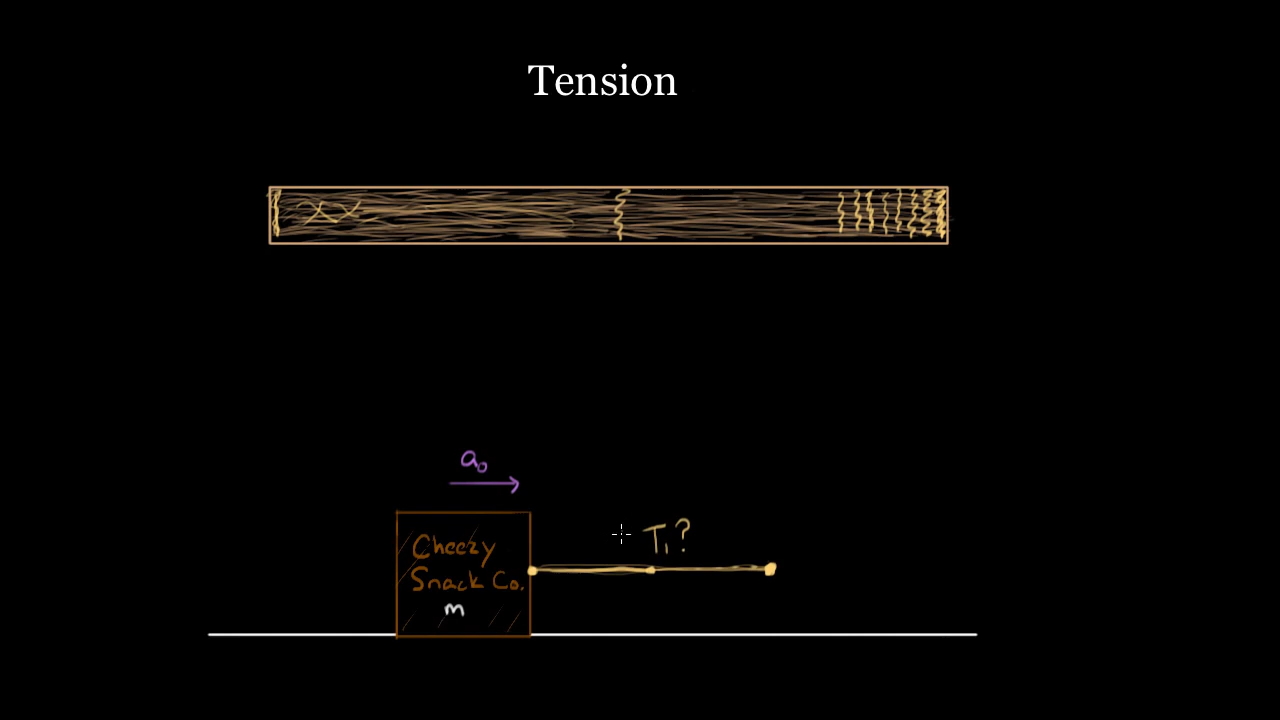 Tension
a₀
T₁?
Cheezy
Snack Co.
m